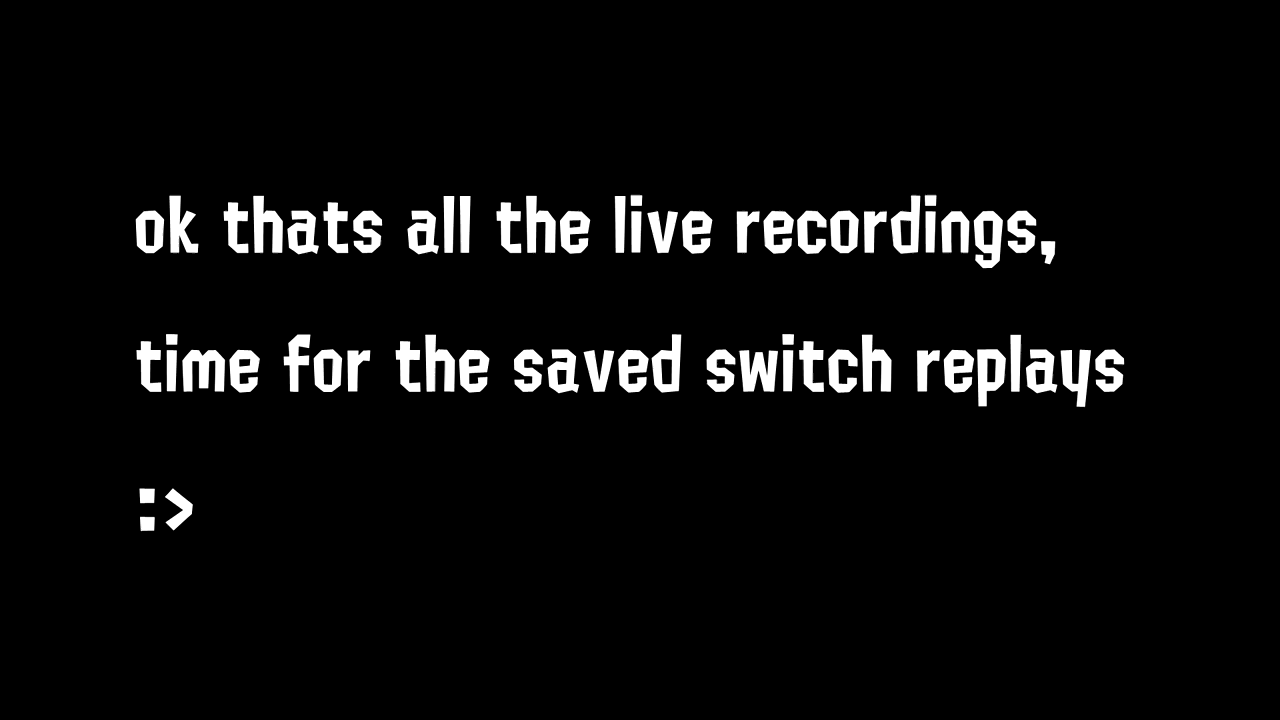 ok thats all the live recordings,
time for the saved switch replays
:>